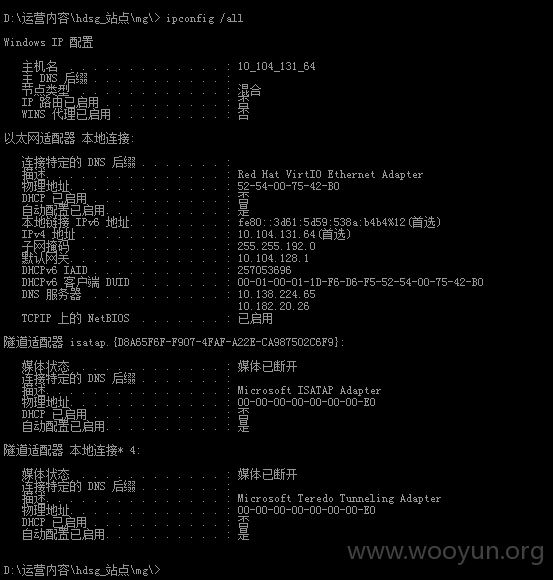 D:\运营内容\hdsg_站点\mg\> ipconfig /all
Windows IP 配置
主机名 . . . . . . . . . . . . . : 10_104_131_64
主 DNS 后缀 . . . . . . . . . . . :
节点类型 . . . . . . . . . . . . : 混合
IP 路由已启用 . . . . . . . . . . : 否
WINS 代理已启用 . . . . . . . . . : 否
以太网适配器 本地连接:
连接特定的 DNS 后缀 . . . . . . . :
描述. . . . . . . . . . . . . . . : Red Hat VirtIO Ethernet Adapter
物理地址. . . . . . . . . . . . . : 52-54-00-75-42-B0
DHCP 已启用 . . . . . . . . . . . : 否
自动配置已启用. . . . . . . . . . : 是
本地链接 IPv6 地址. . . . . . . . : fe80::3d61:5d59:538a:b4b4%12(首选)
IPv4 地址 . . . . . . . . . . . . : 10.104.131.64(首选)
子网掩码 . . . . . . . . . . . . : 255.255.192.0
默认网关. . . . . . . . . . . . . : 10.104.128.1
DHCPv6 IAID . . . . . . . . . . . : 257053696
DHCPv6 客户端 DUID . . . . . . . : 00-01-00-01-1D-F6-D6-F5-52-54-00-75-42-B0
DNS 服务器 . . . . . . . . . . . : 10.138.224.65
10.182.20.26
TCPIP 上的 NetBIOS . . . . . . . : 已启用
隧道适配器 isatap.{D8A65F6F-F907-4FAF-A22E-CA987502C6F9}:
媒体状态 . . . . . . . . . . . . : 媒体已断开
连接特定的 DNS 后缀 . . . . . . . :
描述. . . . . . . . . . . . . . . : Microsoft ISATAP Adapter
物理地址. . . . . . . . . . . . . : 00-00-00-00-00-00-00-E0
DHCP 已启用 . . . . . . . . . . . : 否
自动配置已启用. . . . . . . . . . : 是
隧道适配器 本地连接* 4:
媒体状态 . . . . . . . . . . . . : 媒体已断开
连接特定的 DNS 后缀 . . . . . . . :
描述. . . . . . . . . . . . . . . : Microsoft Teredo Tunneling Adapter
物理地址. . . . . . . . . . . . . : 00-00-00-00-00-00-00-E0
DHCP 已启用 . . . . . . . . . . . : 否
自动配置已启用. . . . . . . . . . : 是
www.wooyun.org
D:\运营内容\hdsg_站点\mg\>